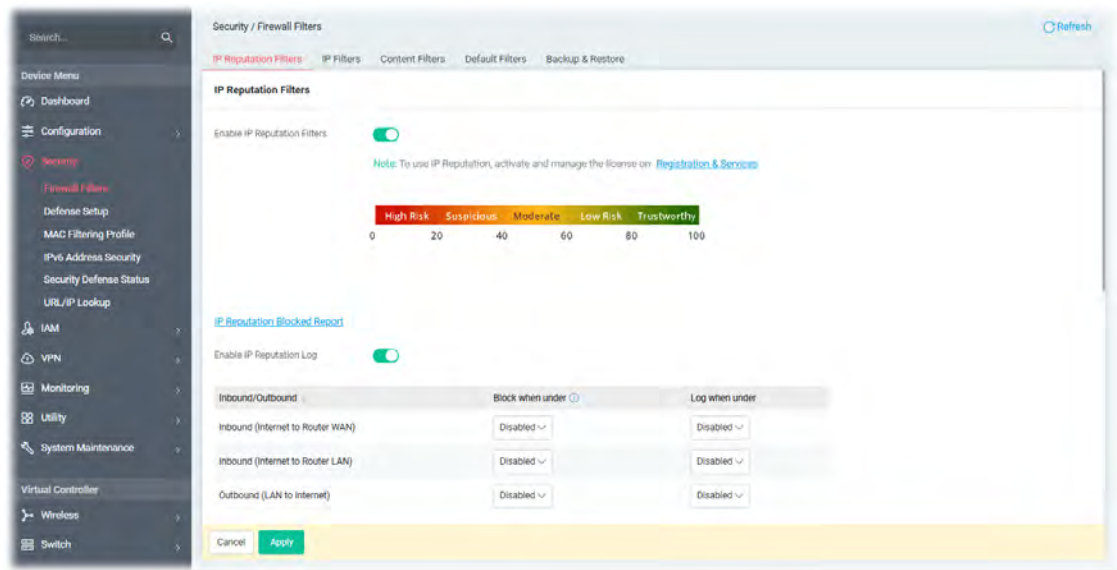 Search...
Device Menu
Dashboard
Configuration
Security
Firewall Filters
Defense Setup
MAC Filtering Profile
IPv6 Address Security
Security Defense Status
URL/IP Lookup
IAM
VPN
Monitoring
Utility
System Maintenance
Virtual Controller
Wireless
Switch
Security / Firewall Filters
Refresh
IP Reputation Filters IP Filters Content Filters Default Filters Backup & Restore
IP Reputation Filters
Enable IP Reputation Filters
Note: To use IP Reputation, activate and manage the license on Registration & Services
High Risk Suspicious Moderate Low Risk Trustworthy
0 20 40 60 80 100
IP Reputation Blocked Report
Enable IP Reputation Log
Inbound/Outbound Block when under Log when under
Inbound (Internet to Router WAN) Disabled Disabled
Inbound (Internet to Router LAN) Disabled Disabled
Outbound (LAN to Internet) Disabled Disabled
Cancel Apply